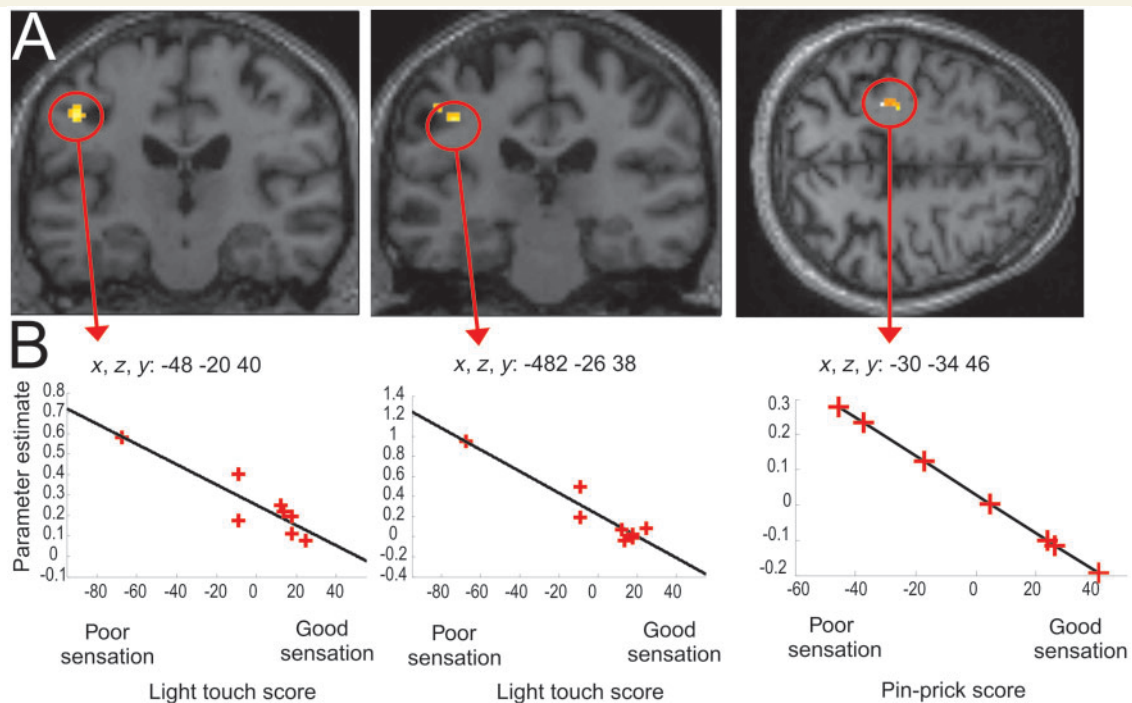 A
B
x, z, y: -48 -20 40
x, z, y: -482 -26 38
x, z, y: -30 -34 46
Parameter estimate
0.8
0.7
0.6
0.5
0.4
0.3
0.2
0.1
0
-0.1
-80 -60 -40 -20 0 20 40
Poor sensation
Good sensation
Light touch score
1.4
1.2
1
0.8
0.6
0.4
0.2
0
-0.2
-0.4
-80 -60 -40 -20 0 20 40
Poor sensation
Good sensation
Light touch score
0.3
0.2
0.1
0
-0.1
-0.2
-60 -40 -20 0 20 40
Poor sensation
Good sensation
Pin-prick score